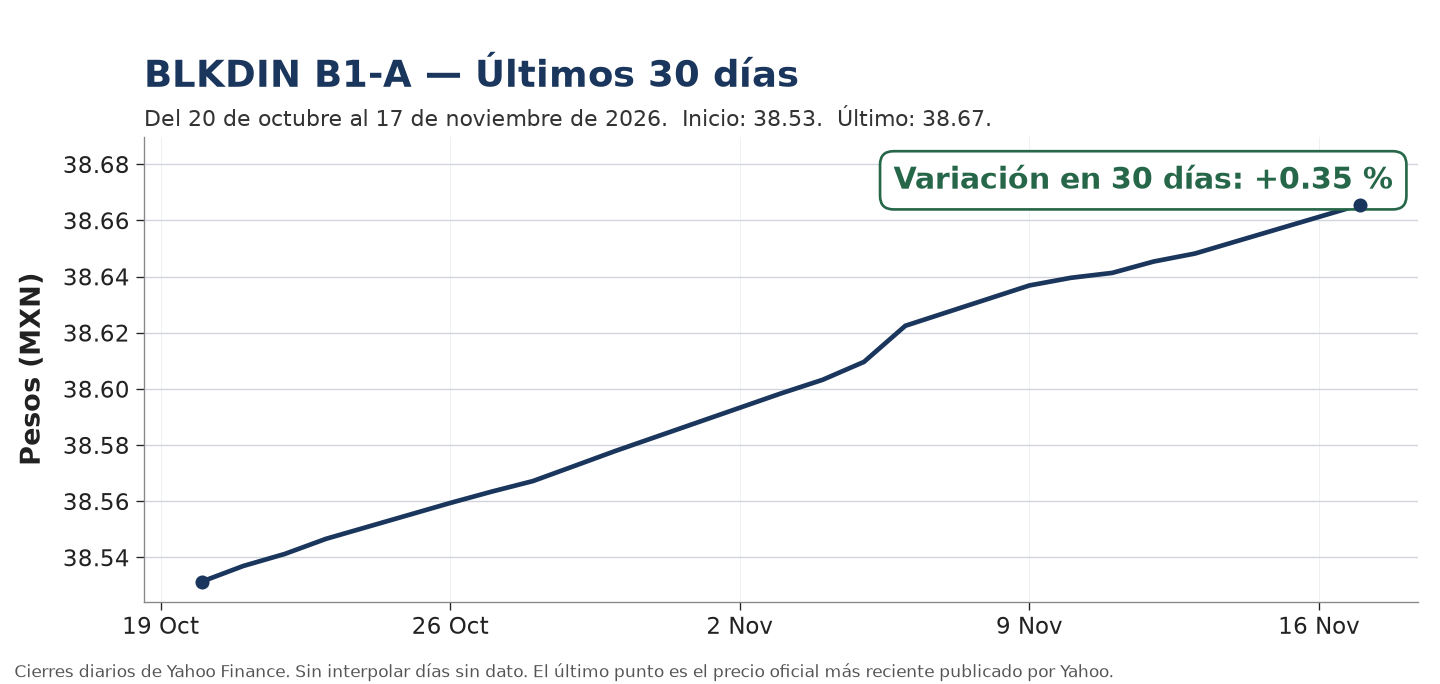 BLKDIN B1-A — Últimos 30 días
Del 20 de octubre al 17 de noviembre de 2026.  Inicio: 38.53.  Último: 38.67.
Variación en 30 días: +0.35 %
Pesos (MXN)
38.68
38.66
38.64
38.62
38.60
38.58
38.56
38.54
19 Oct
26 Oct
2 Nov
9 Nov
16 Nov
Cierres diarios de Yahoo Finance. Sin interpolar días sin dato. El último punto es el precio oficial más reciente publicado por Yahoo.